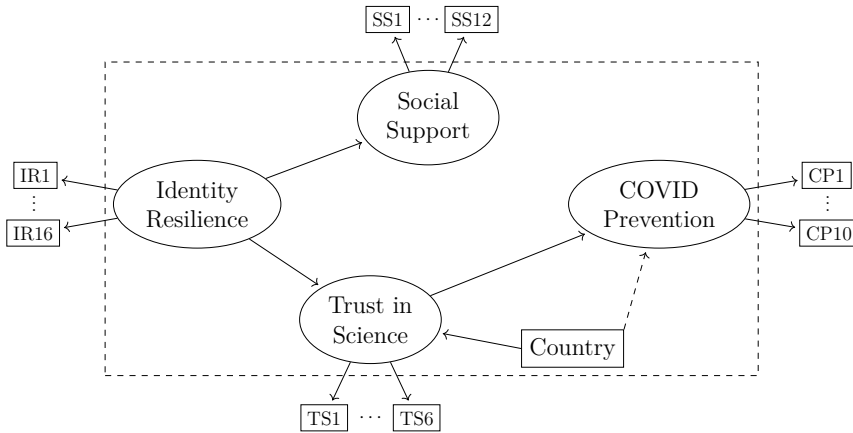 SS1 ··· SS12
Social
Support
IR1
⋮
IR16
Identity
Resilience
COVID
Prevention
CP1
⋮
CP10
Trust in
Science
Country
TS1 ··· TS6